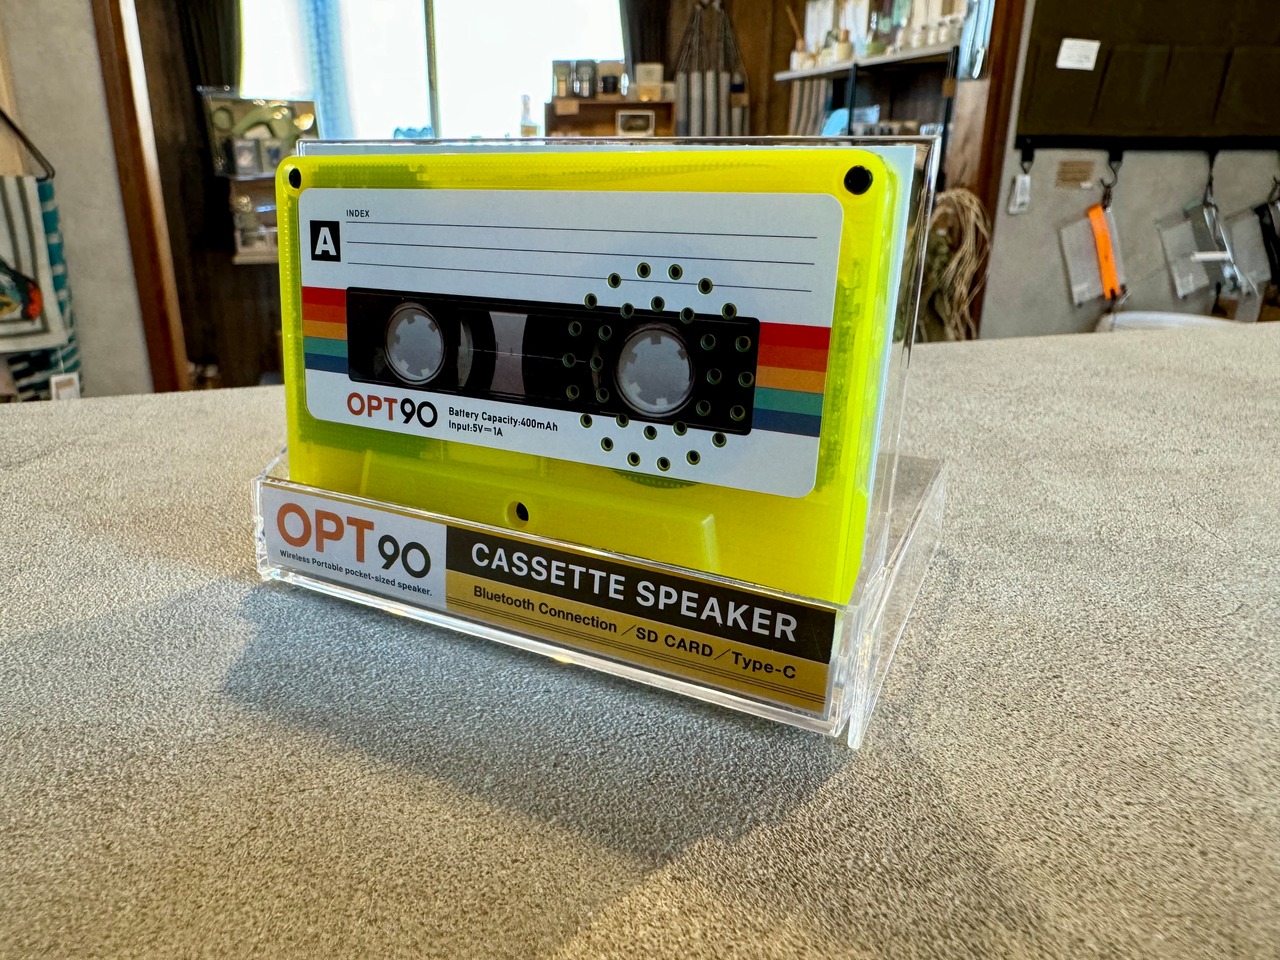 A
INDEX
OPT90
Battery Capacity:400mAh
Input:5V⎓1A
OPT90
Wireless Portable pocket-sized speaker.
CASSETTE SPEAKER
Bluetooth Connection ／SD CARD／Type-C